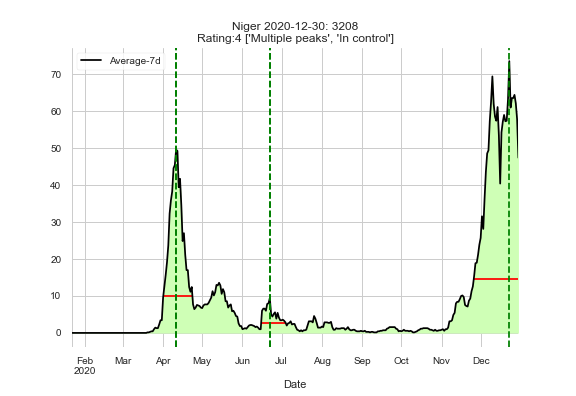 Niger 2020-12-30: 3208
Rating:4 ['Multiple peaks', 'In control']
Average-7d
70
60
50
40
30
20
10
0
Feb Mar Apr May Jun Jul Aug Sep Oct Nov Dec
2020
Date